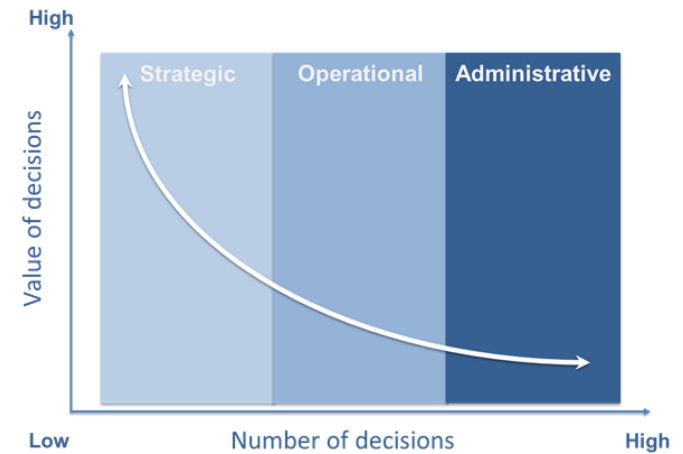 High
Strategic
Operational
Administrative
Value of decisions
Low
Number of decisions
High